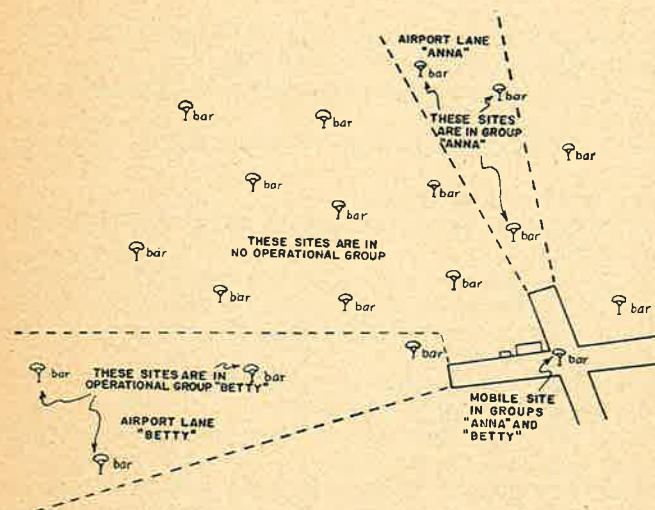 AIRPORT LANE
"ANNA"
bar
bar
bar
bar
THESE SITES
ARE IN GROUP
"ANNA"
bar
bar
bar
bar
bar
THESE SITES ARE IN
NO OPERATIONAL GROUP
bar
bar
bar
bar
bar
bar
bar
bar
bar
THESE SITES ARE IN
OPERATIONAL GROUP "BETTY"
bar
AIRPORT LANE
"BETTY"
MOBILE SITE
IN GROUPS
"ANNA" AND
"BETTY"
bar